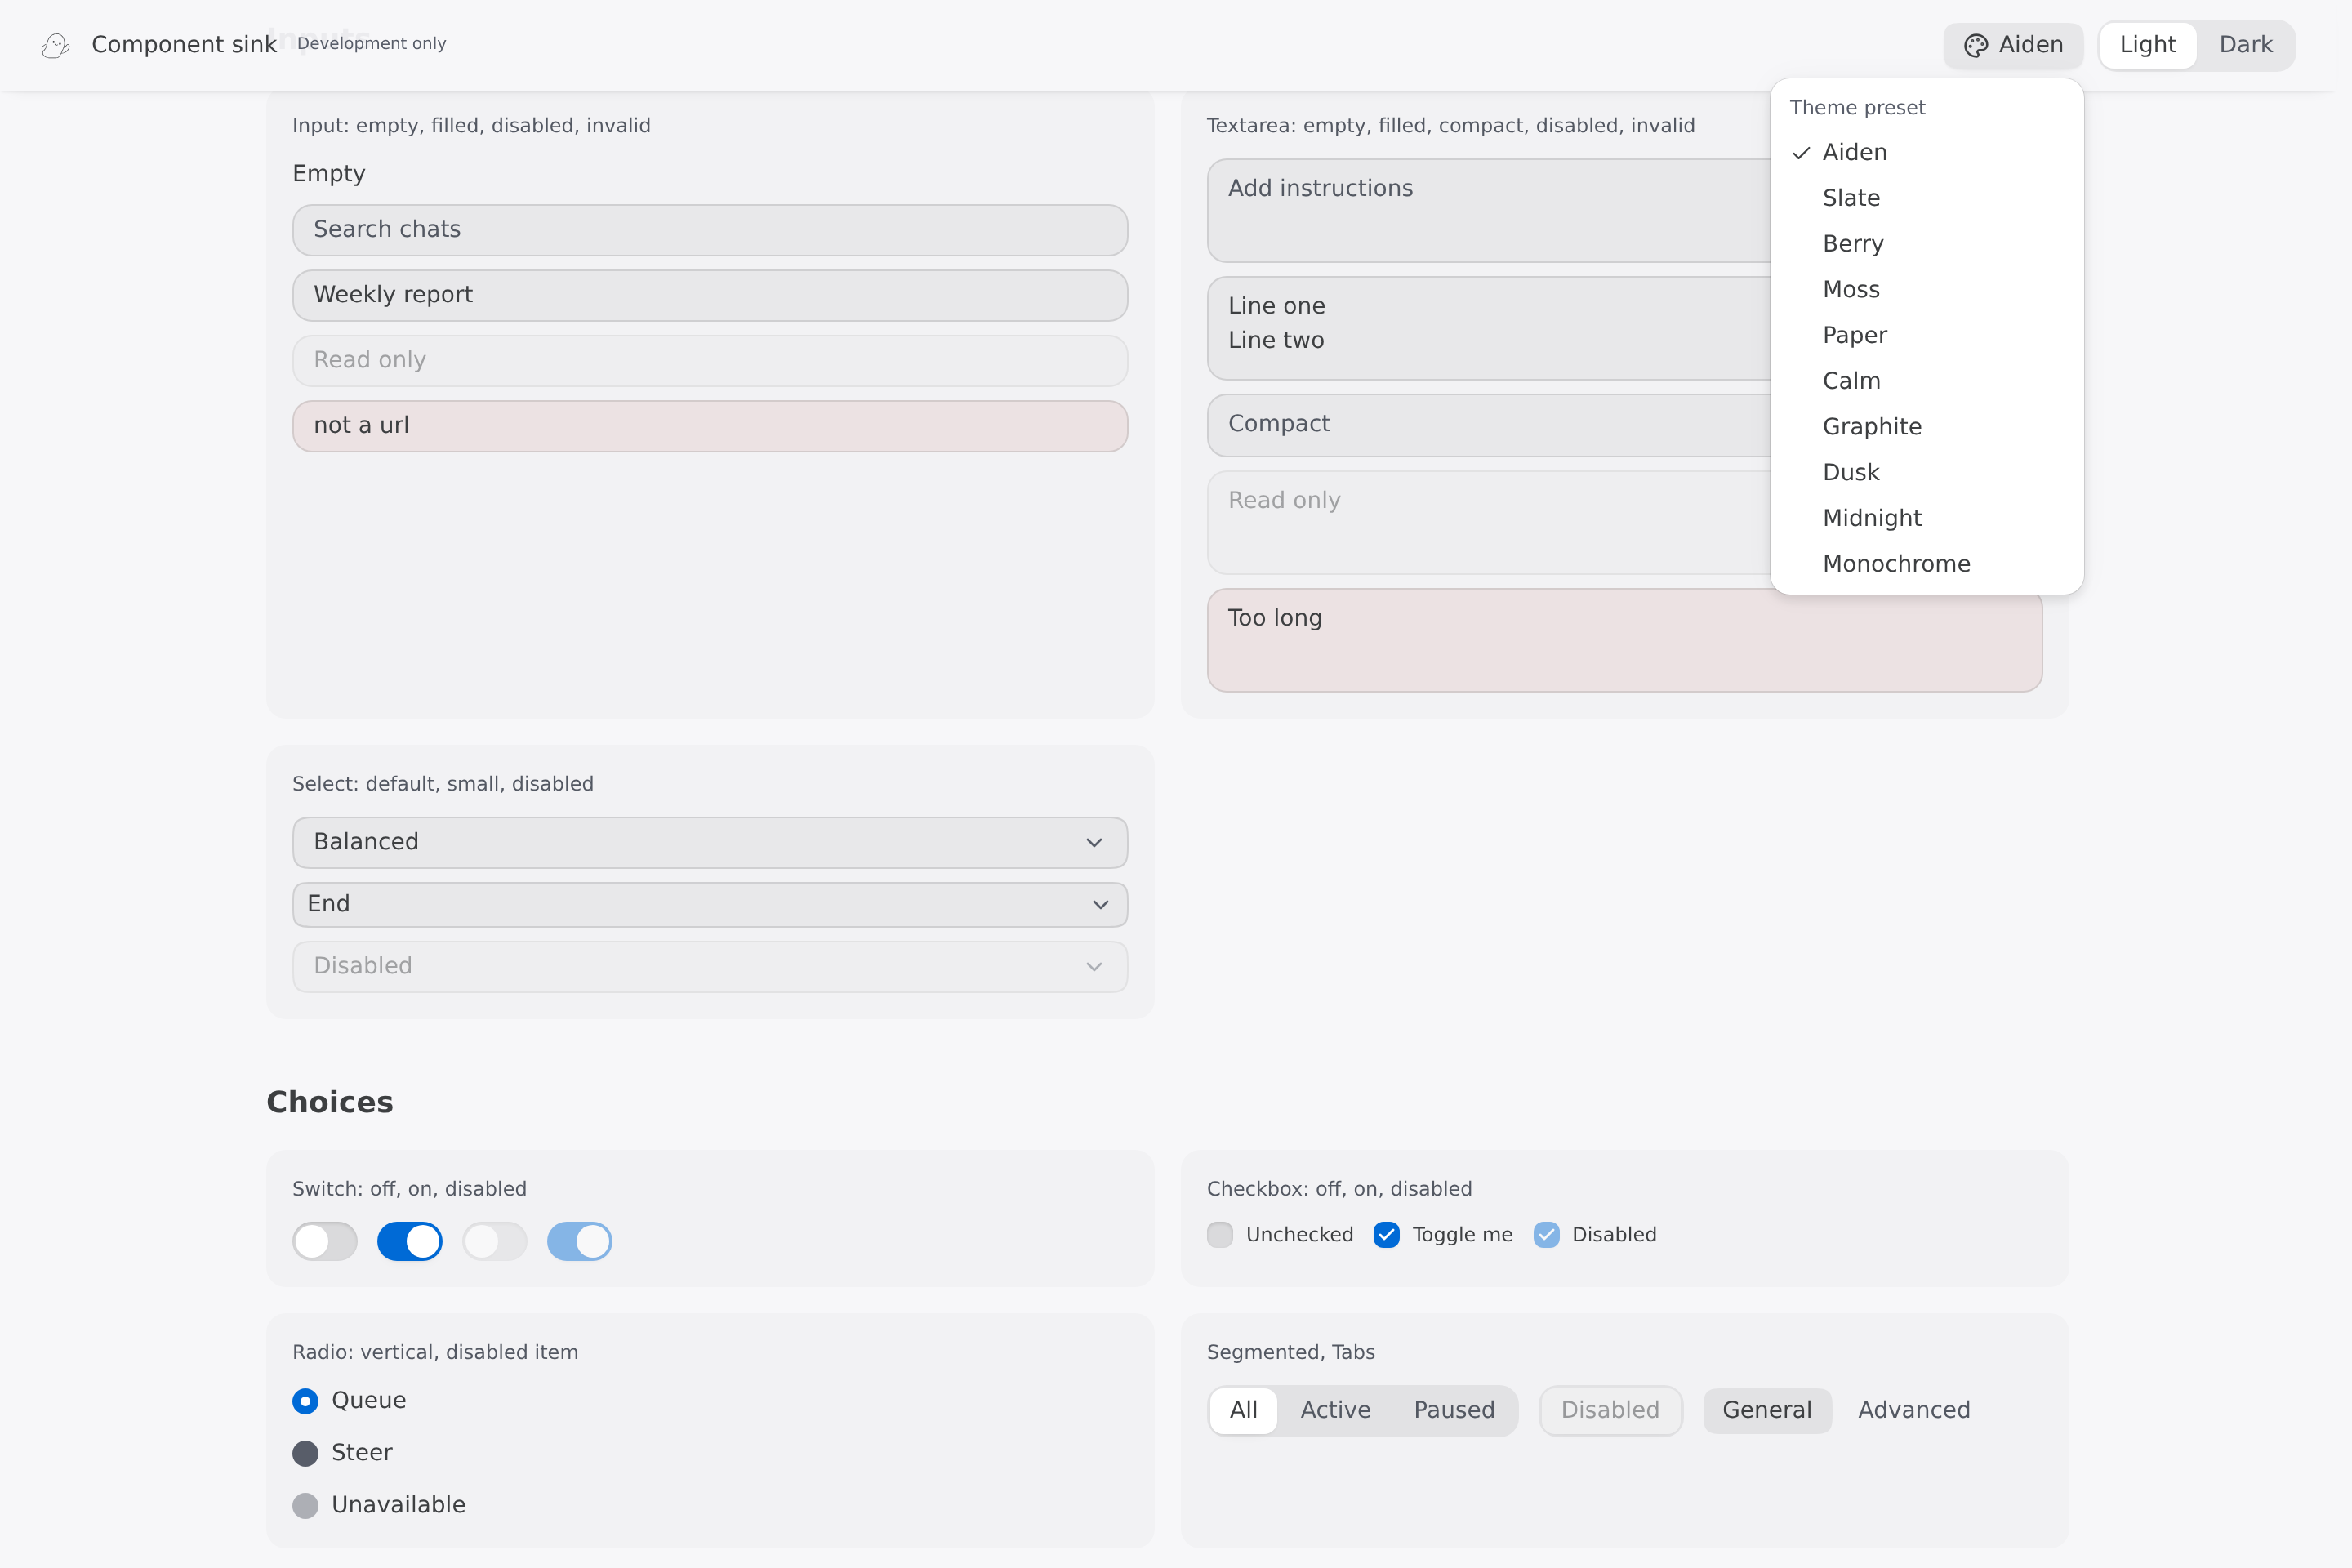 Component sink
Inputs
Development only
Aiden
Light
Dark
Theme preset
Aiden
Slate
Berry
Moss
Paper
Calm
Graphite
Dusk
Midnight
Monochrome
Input: empty, filled, disabled, invalid
Empty
Search chats
Weekly report
Read only
not a url
Textarea: empty, filled, compact, disabled, invalid
Add instructions
Line one
Line two
Compact
Read only
Too long
Select: default, small, disabled
Balanced
End
Disabled
Choices
Switch: off, on, disabled
Checkbox: off, on, disabled
Unchecked
Toggle me
Disabled
Radio: vertical, disabled item
Queue
Steer
Unavailable
Segmented, Tabs
All
Active
Paused
Disabled
General
Advanced